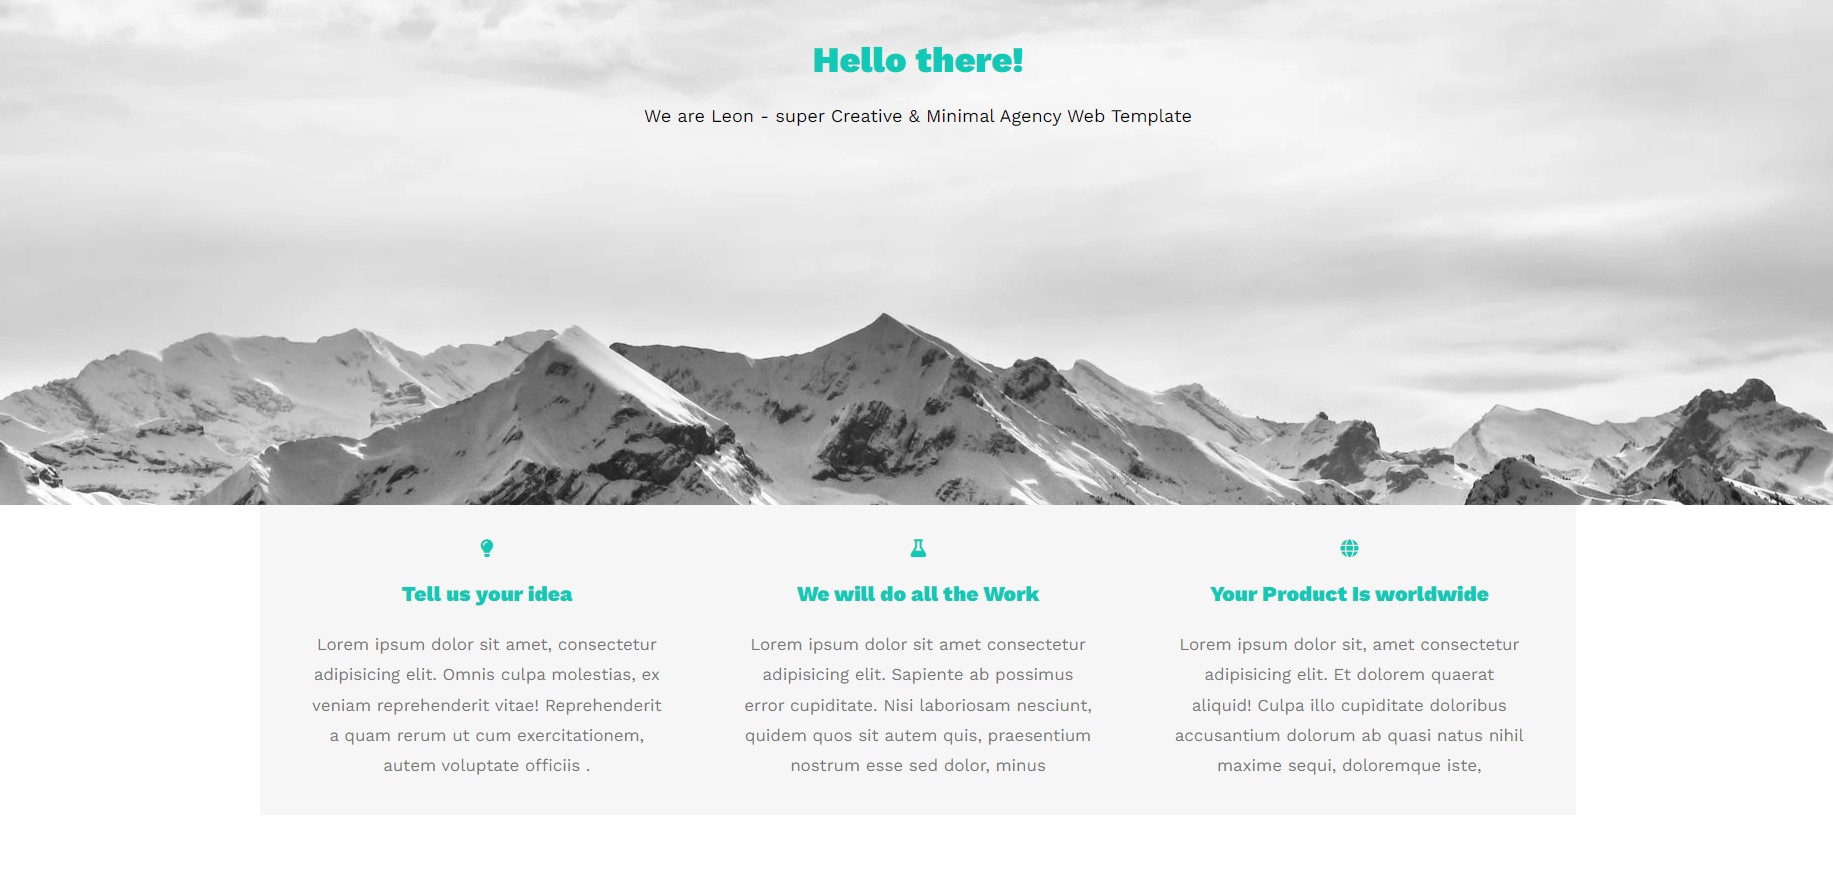 Hello there!
We are Leon - super Creative & Minimal Agency Web Template
Tell us your idea
Lorem ipsum dolor sit amet, consectetur
adipisicing elit. Omnis culpa molestias, ex
veniam reprehenderit vitae! Reprehenderit
a quam rerum ut cum exercitationem,
autem voluptate officiis .
We will do all the Work
Lorem ipsum dolor sit amet consectetur
adipisicing elit. Sapiente ab possimus
error cupiditate. Nisi laboriosam nesciunt,
quidem quos sit autem quis, praesentium
nostrum esse sed dolor, minus
Your Product Is worldwide
Lorem ipsum dolor sit, amet consectetur
adipisicing elit. Et dolorem quaerat
aliquid! Culpa illo cupiditate doloribus
accusantium dolorum ab quasi natus nihil
maxime sequi, doloremque iste,